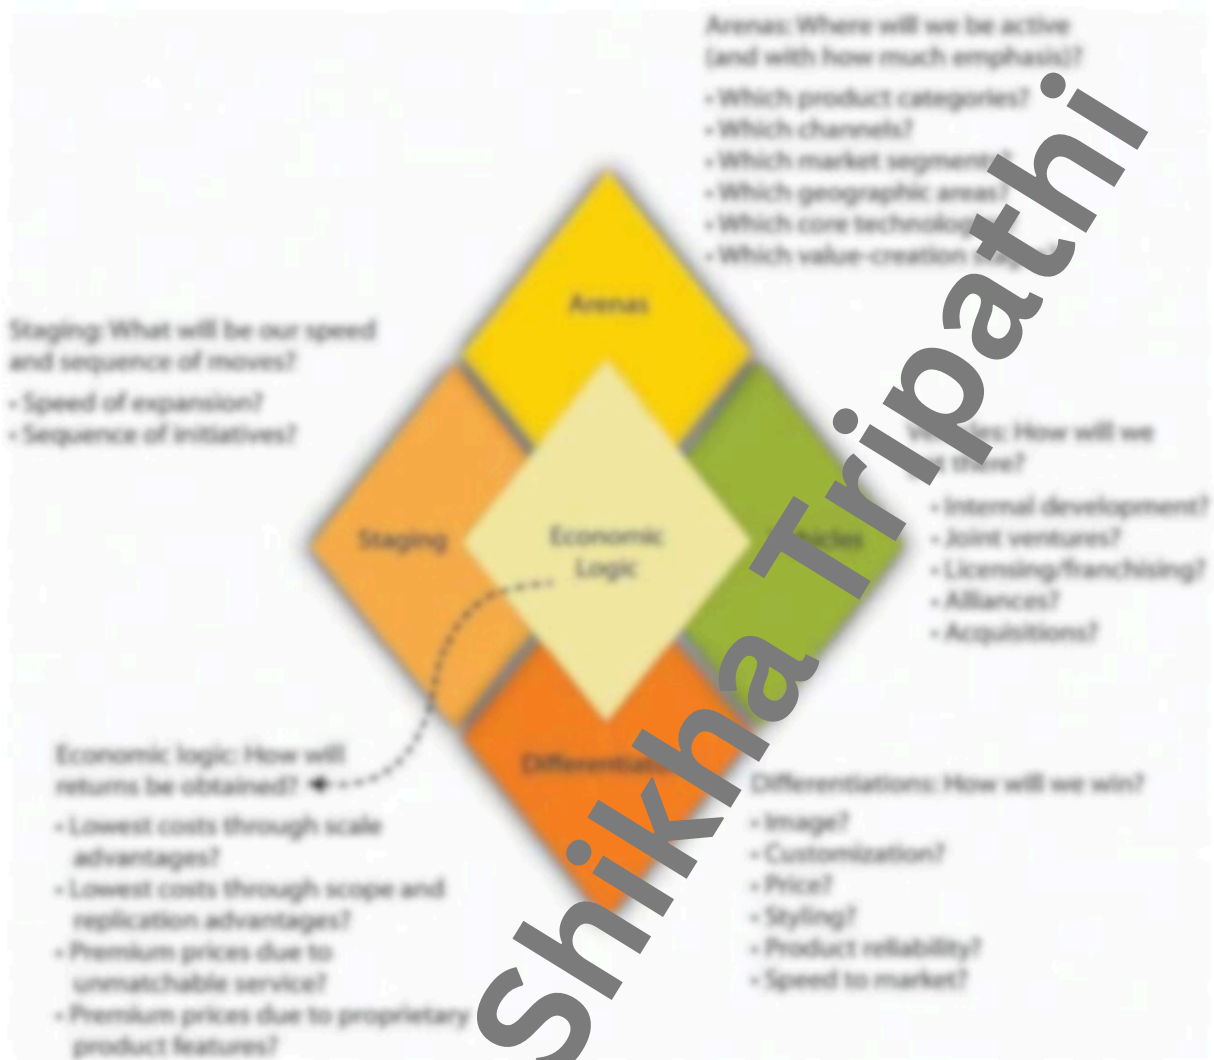 Arenas: Where will we be active
(and with how much emphasis)?
• Which product categories?
• Which channels?
• Which market segments?
• Which geographic areas?
• Which core
• Which value-creation
Arenas
Staging: What will be our speed
and sequence of moves?
• Speed of expansion?
• Sequence of initiatives?
How will we
there?
• Internal development?
• Joint ventures?
• Licensing/franchising?
• Alliances?
• Acquisitions?
Staging
Economic
Logic
Economic logic: How will
returns be obtained?
• Lowest costs through scale
advantages?
• Lowest costs through scope and
replication advantages?
• Premium prices due to
unmatchable service?
• Premium prices due to proprietary
product features?
Differentiations: How will we win?
• Image?
• Customization?
• Price?
• Styling?
• Product reliability?
• Speed to market?
Shikha Tripathi